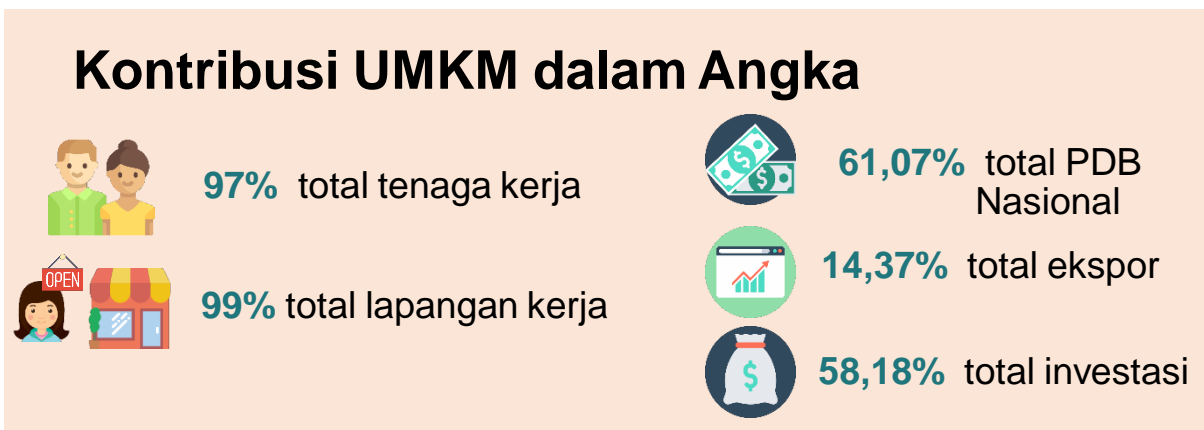 Kontribusi UMKM dalam Angka
97% total tenaga kerja
OPEN
99% total lapangan kerja
61,07% total PDB
Nasional
14,37% total ekspor
58,18% total investasi